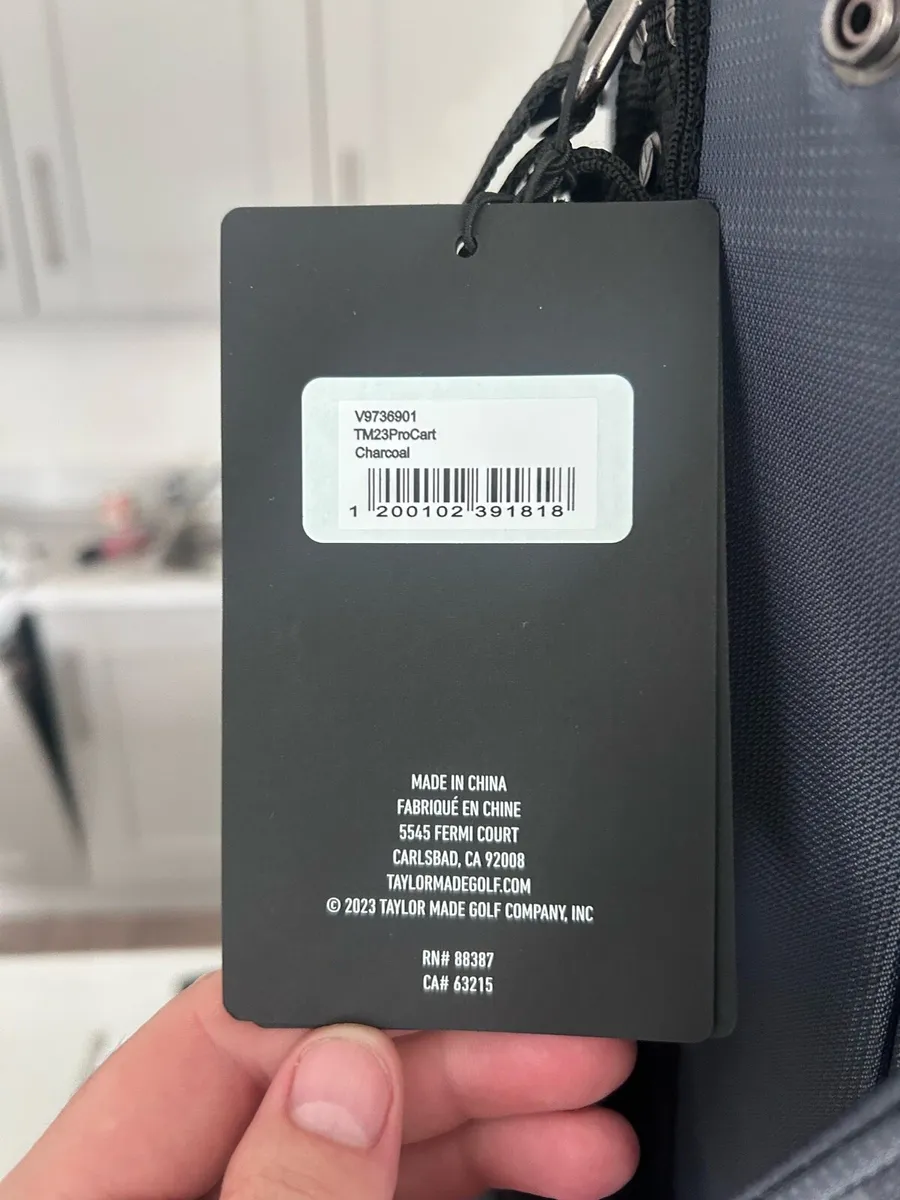 V9736901
TM23ProCart
Charcoal
1 200102 391818
MADE IN CHINA
FABRIQUÉ EN CHINE
5545 FERMI COURT
CARLSBAD, CA 92008
TAYLORMADEGOLF.COM
© 2023 TAYLOR MADE GOLF COMPANY, INC
RN# 88387
CA# 63215